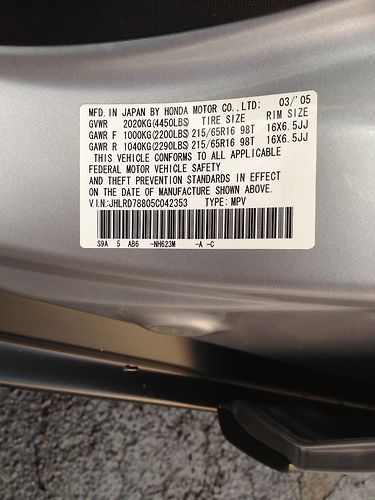 MFD. IN JAPAN BY HONDA MOTOR CO., LTD: 03/'05
GVWR 2020KG(4450LBS) TIRE SIZE RIM SIZE
GAWR F 1000KG(2200LBS) 215/65R16 98T 16X6.5JJ
GAWR R 1040KG(2290LBS) 215/65R16 98T 16X6.5JJ
THIS VEHICLE CONFORMS TO ALL APPLICABLE
FEDERAL MOTOR VEHICLE SAFETY
AND THEFT PREVENTION STANDARDS IN EFFECT
ON THE DATE OF MANUFACTURE SHOWN ABOVE.
V.I.N.:JHLRD78805C042353 TYPE: MPV
S9A 5 AB6 -NH623M -A -C